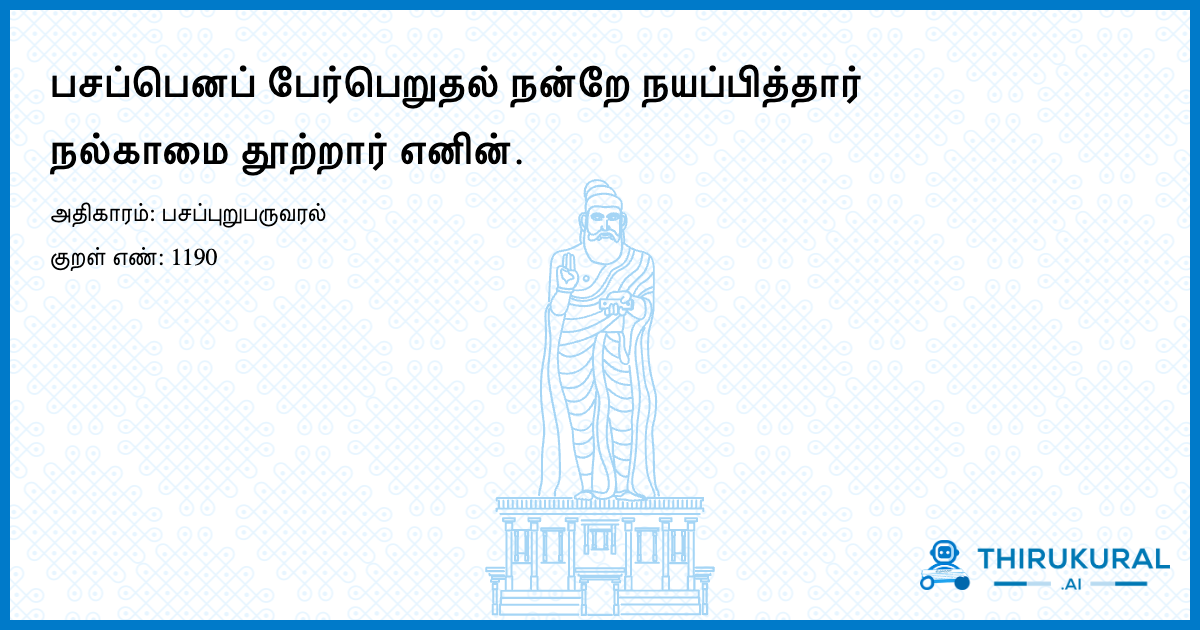 பசப்பெனப் பேர்பெறுதல் நன்றே நயப்பித்தார்
நல்காமை தூற்றார் எனின்.
அதிகாரம்: பசப்புறுபருவரல்
குறள் எண்: 1190
THIRUKURAL
.AI